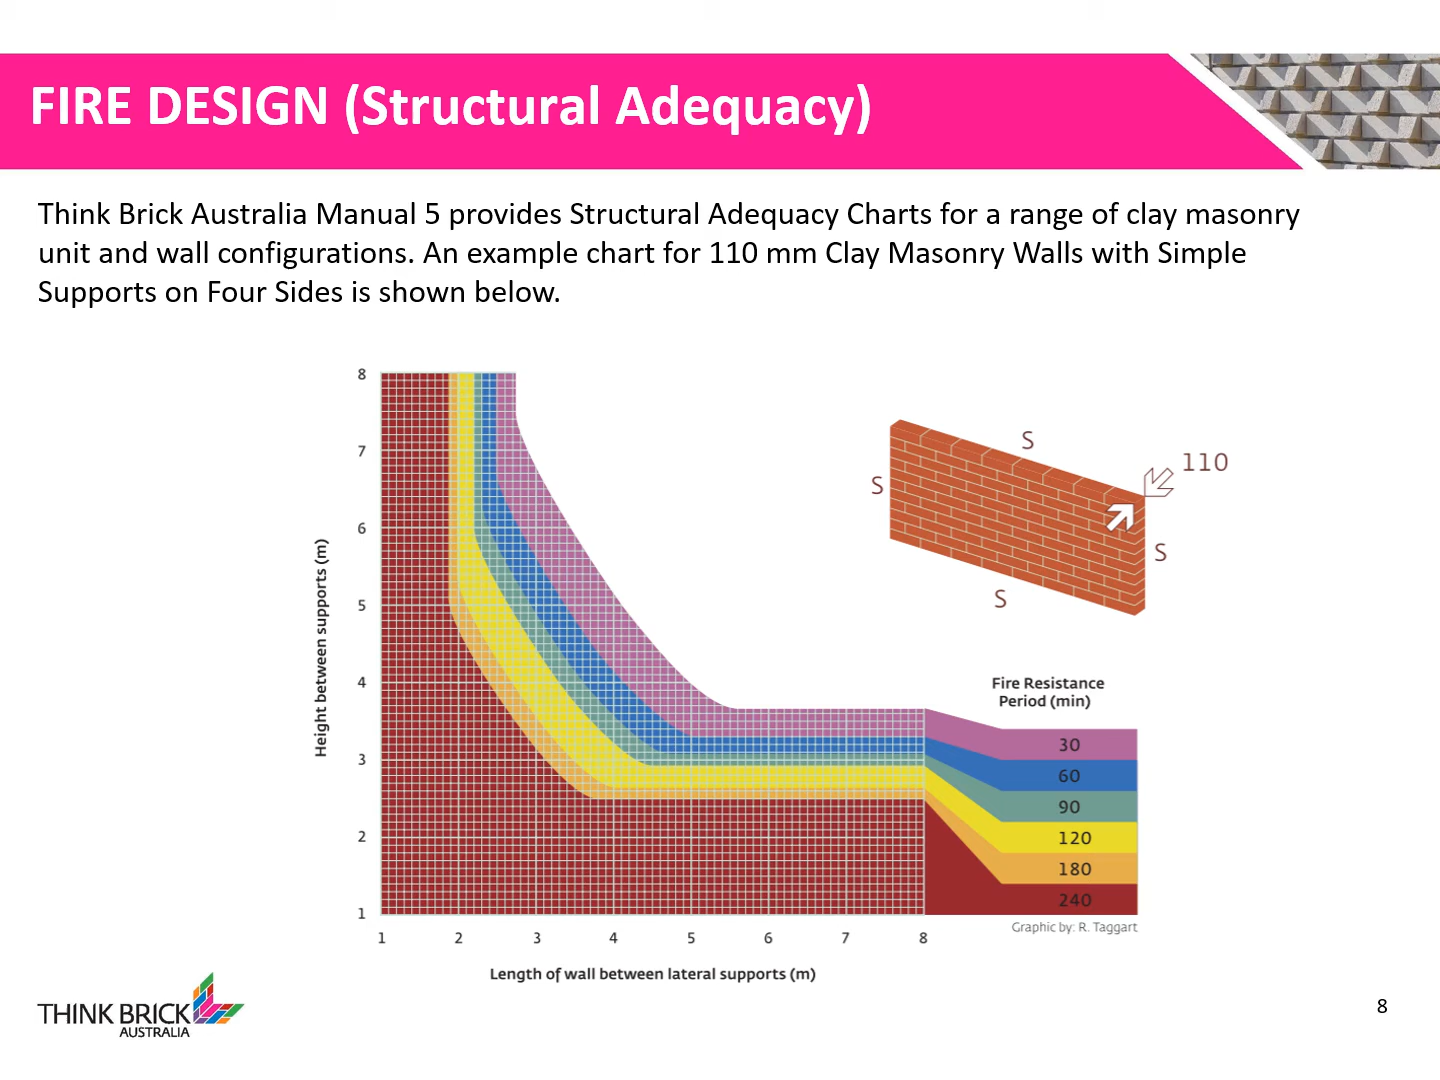 FIRE DESIGN (Structural Adequacy)
Think Brick Australia Manual 5 provides Structural Adequacy Charts for a range of clay masonry
unit and wall configurations. An example chart for 110 mm Clay Masonry Walls with Simple
Supports on Four Sides is shown below.
8
7
6
5
4
3
2
1
Height between supports (m)
1 2 3 4 5 6 7 8
Length of wall between lateral supports (m)
S
110
S
S
S
Fire Resistance
Period (min)
30
60
90
120
180
240
Graphic by: R. Taggart
THINK BRICK
AUSTRALIA
8